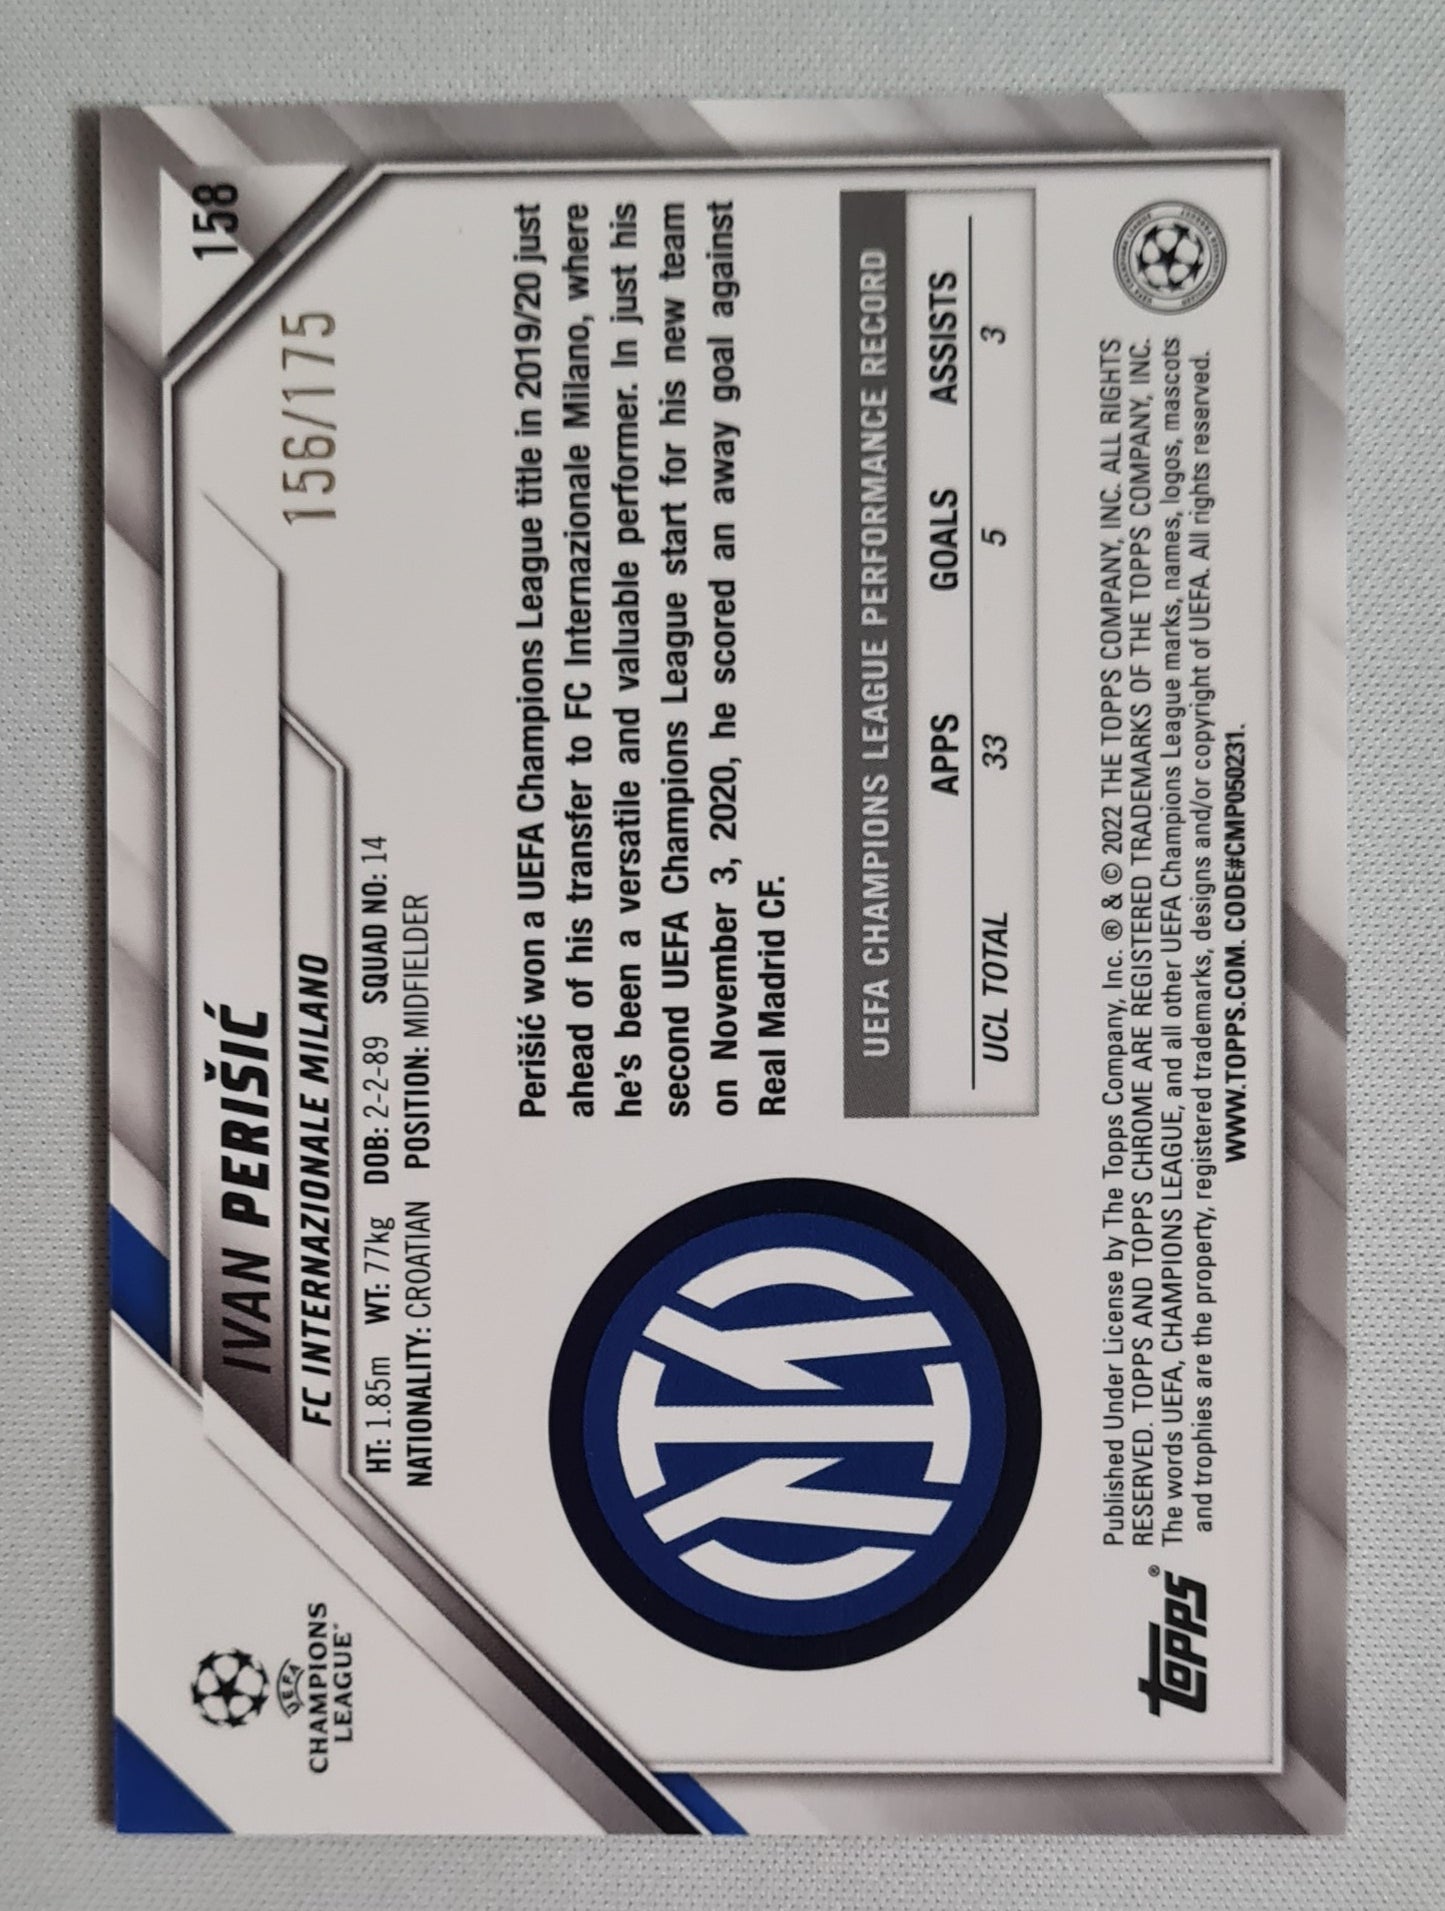 158
156/175
UEFA
CHAMPIONS
LEAGUE™
IVAN PERIŠIĆ
FC INTERNAZIONALE MILANO
HT: 1.85m WT: 77kg DOB: 2-2-89 SQUAD NO: 14
NATIONALITY: CROATIAN POSITION: MIDFIELDER
Perišić won a UEFA Champions League title in 2019/20 just
ahead of his transfer to FC Internazionale Milano, where
he's been a versatile and valuable performer. In just his
second UEFA Champions League start for his new team
on November 3, 2020, he scored an away goal against
Real Madrid CF.
UEFA CHAMPIONS LEAGUE PERFORMANCE RECORD
APPS GOALS ASSISTS
UCL TOTAL 33 5 3
topps®
Published Under License by The Topps Company, Inc. ® & © 2022 THE TOPPS COMPANY, INC. ALL RIGHTS
RESERVED. TOPPS AND TOPPS CHROME ARE REGISTERED TRADEMARKS OF THE TOPPS COMPANY, INC.
The words UEFA, CHAMPIONS LEAGUE, and all other UEFA Champions League marks, names, logos, mascots
and trophies are the property, registered trademarks, designs and/or copyright of UEFA. All rights reserved.
WWW.TOPPS.COM. CODE#CMP050231.